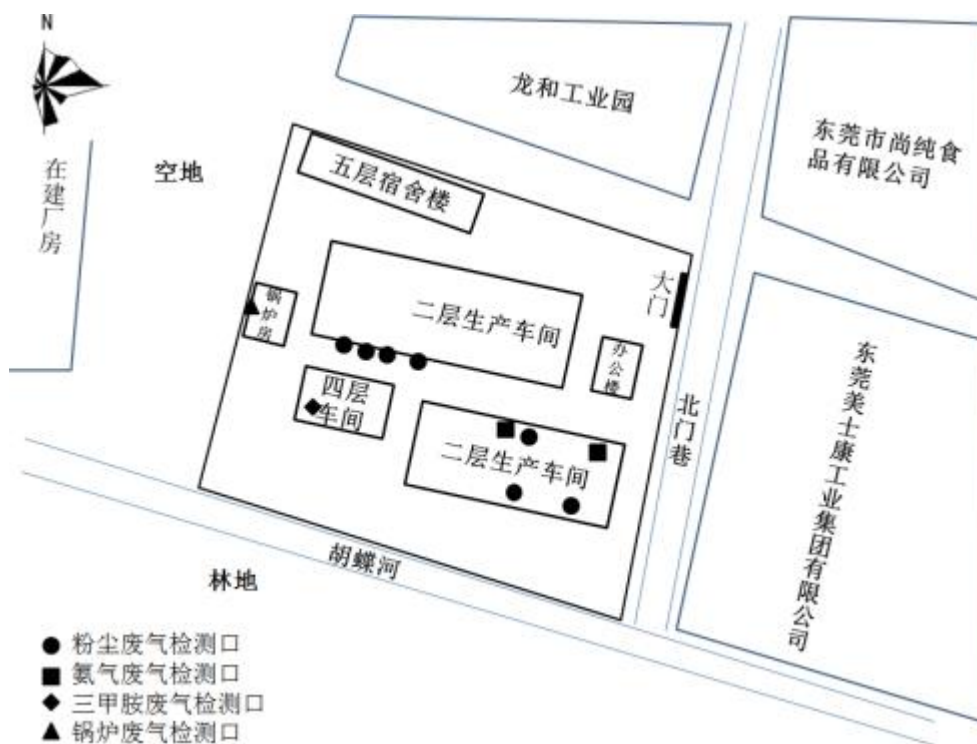 N
龙和工业园
东莞市尚纯食
品有限公司
在建厂房
空地
五层宿舍楼
大门
锅炉房
二层生产车间
办公楼
四层
车间
北门巷
东莞美士康工业集团有限公司
二层生产车间
胡蝶河
林地
粉尘废气检测口
氨气废气检测口
三甲胺废气检测口
锅炉废气检测口